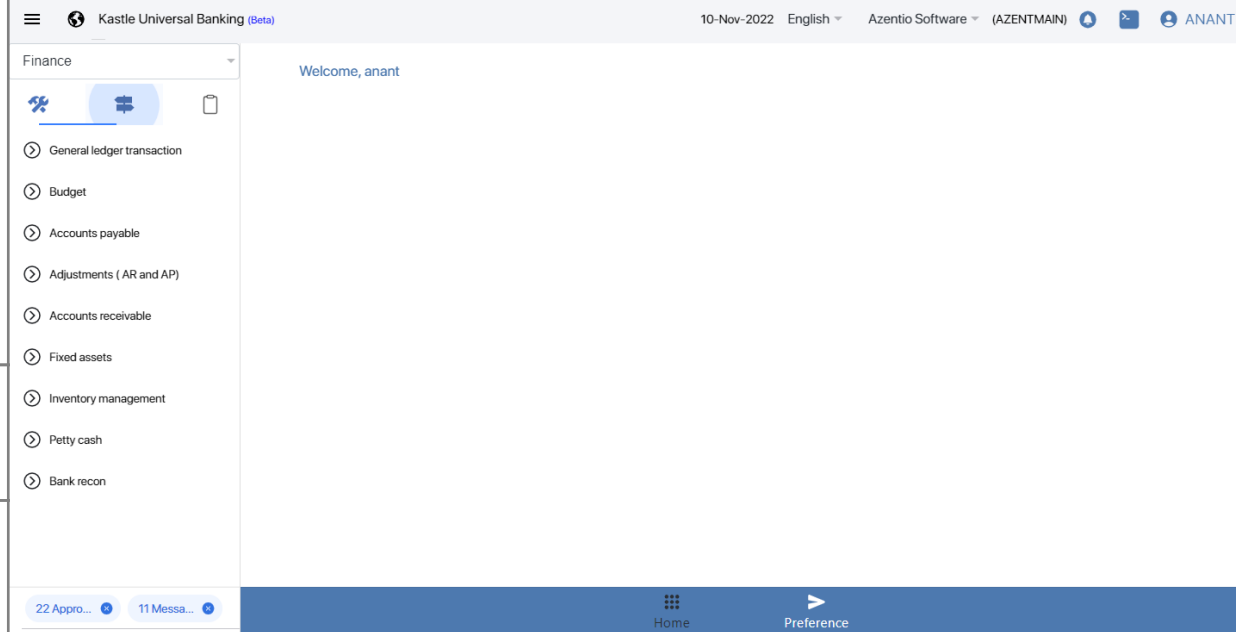 Kastle Universal Banking (Beta) 10-Nov-2022 English Azentio Software (AZENTMAIN) ANANT
Finance
Welcome, anant
General ledger transaction
Budget
Accounts payable
Adjustments ( AR and AP)
Accounts receivable
Fixed assets
Inventory management
Petty cash
Bank recon
22 Appro... 11 Messa...
Home Preference